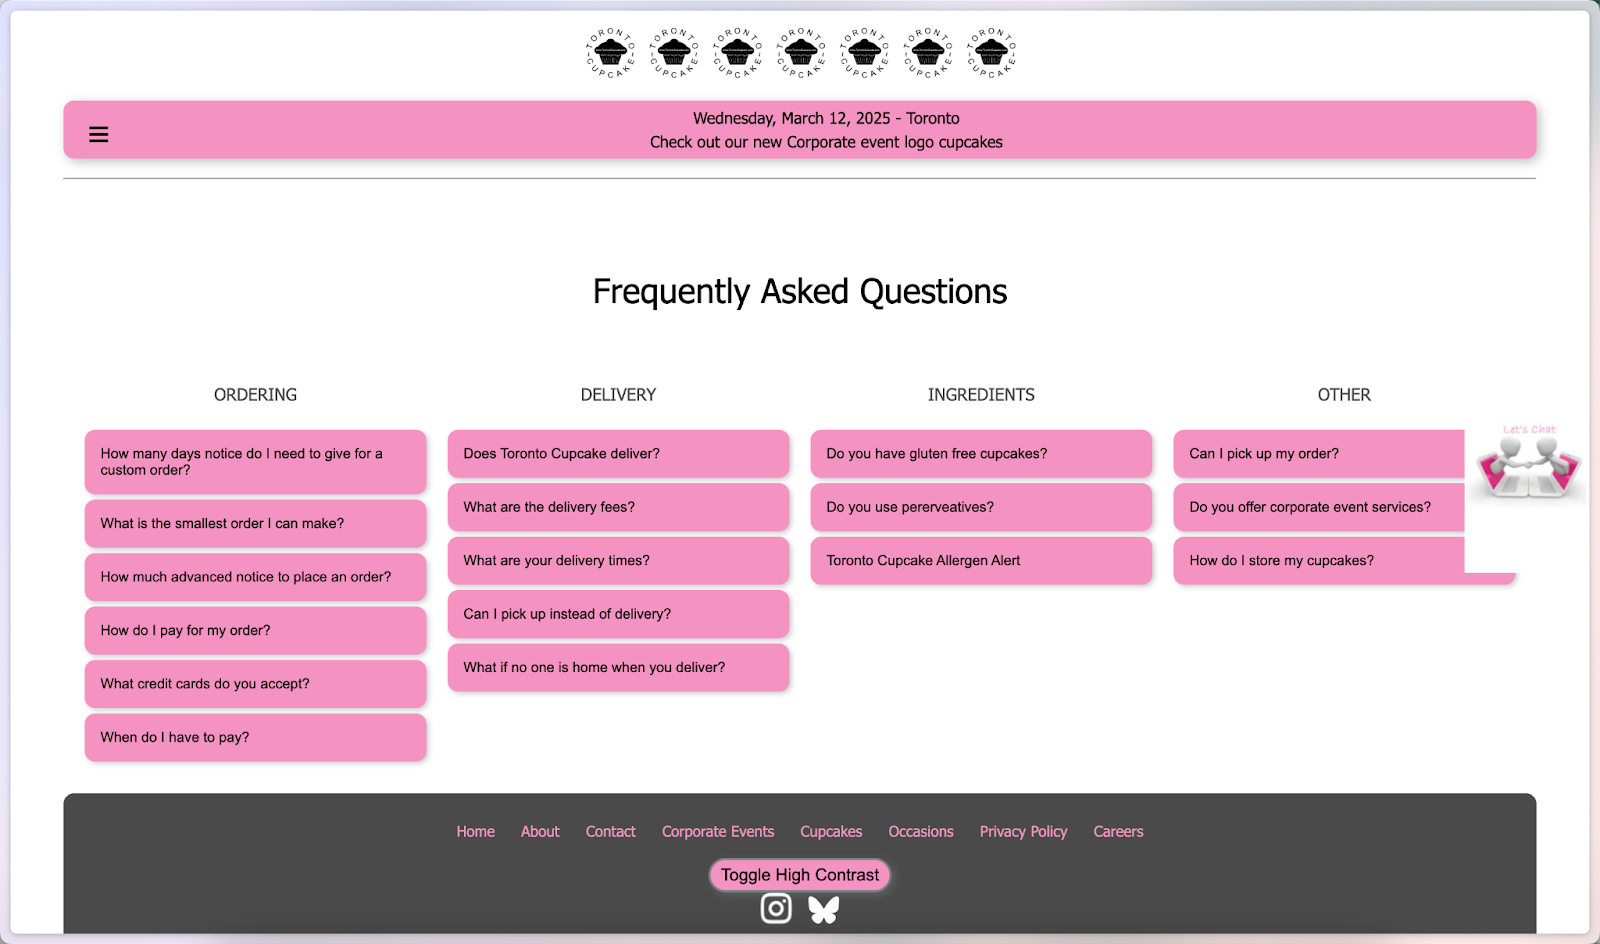 TORONTO CUPCAKE TORONTO CUPCAKE TORONTO CUPCAKE TORONTO CUPCAKE TORONTO CUPCAKE TORONTO CUPCAKE TORONTO CUPCAKE
Wednesday, March 12, 2025 - Toronto
Check out our new Corporate event logo cupcakes
Frequently Asked Questions
ORDERING
How many days notice do I need to give for a
custom order?
What is the smallest order I can make?
How much advanced notice to place an order?
How do I pay for my order?
What credit cards do you accept?
When do I have to pay?
DELIVERY
Does Toronto Cupcake deliver?
What are the delivery fees?
What are your delivery times?
Can I pick up instead of delivery?
What if no one is home when you deliver?
INGREDIENTS
Do you have gluten free cupcakes?
Do you use pererveatives?
Toronto Cupcake Allergen Alert
OTHER
Can I pick up my order?
Do you offer corporate event services?
How do I store my cupcakes?
Let's Chat
Home About Contact Corporate Events Cupcakes Occasions Privacy Policy Careers
Toggle High Contrast